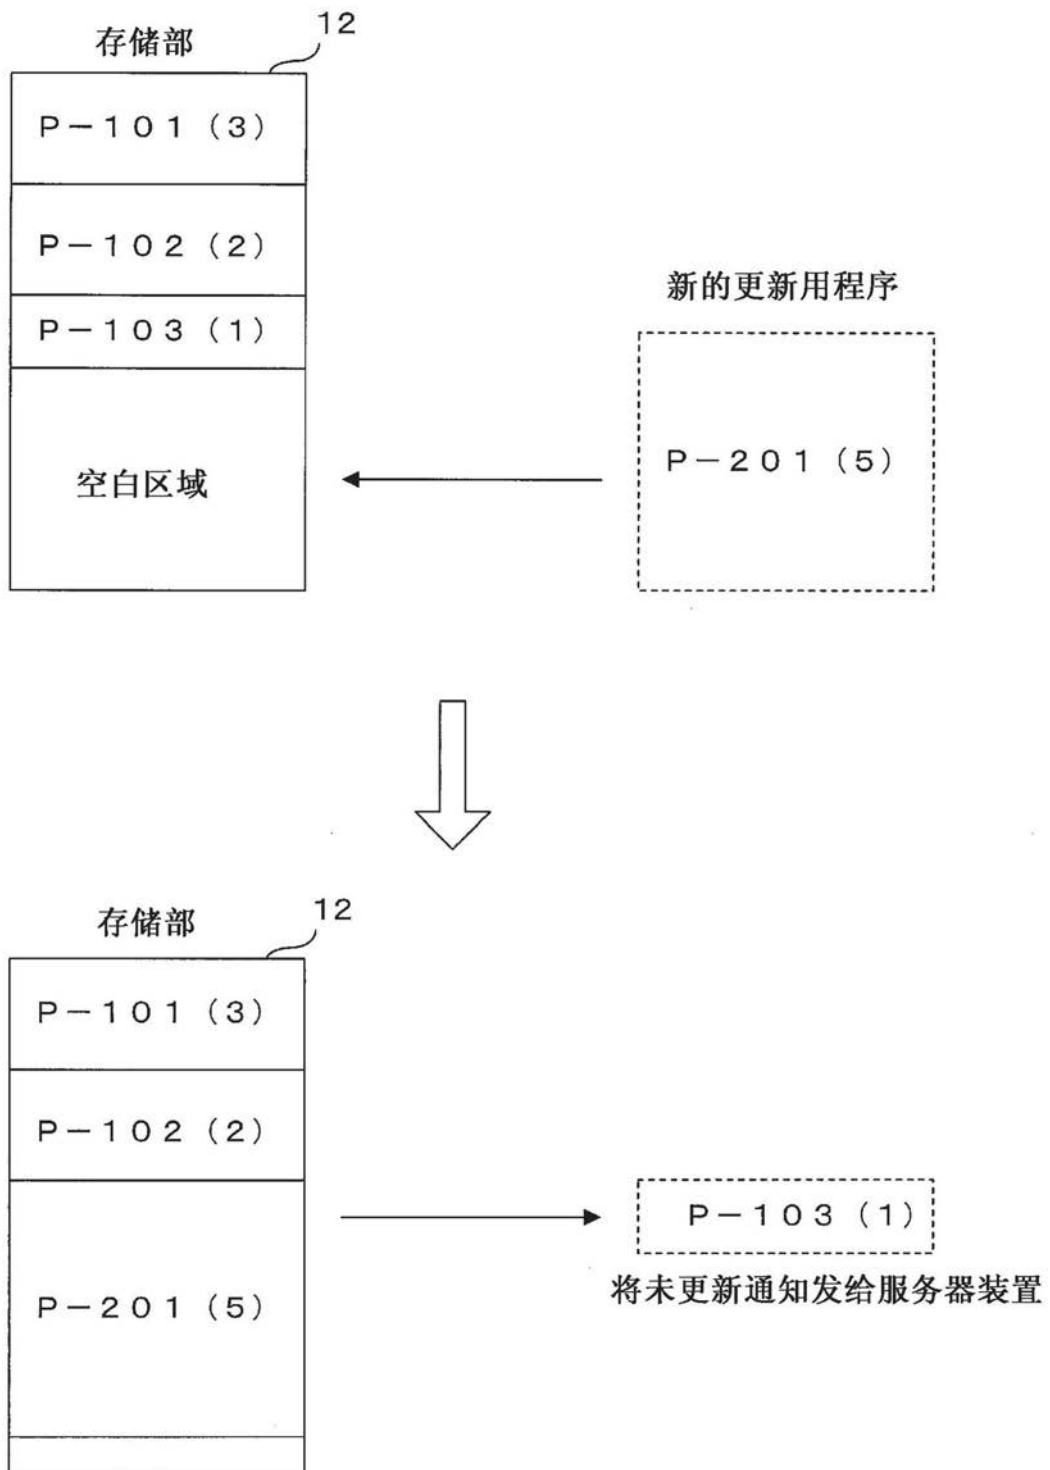 存储部
12
P－101（3）
P－102（2）
P－103（1）
空白区域
新的更新用程序
P－201（5）
存储部
12
P－101（3）
P－102（2）
P－201（5）
P－103（1）
将未更新通知发给服务器装置